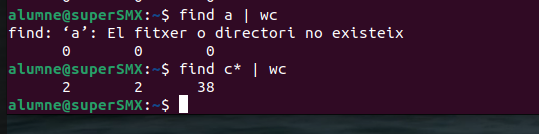 alumne@superSMX:~$ find a | wc
find: ‘a’: El fitxer o directori no existeix
0 0 0
alumne@superSMX:~$ find c* | wc
2 2 38
alumne@superSMX:~$